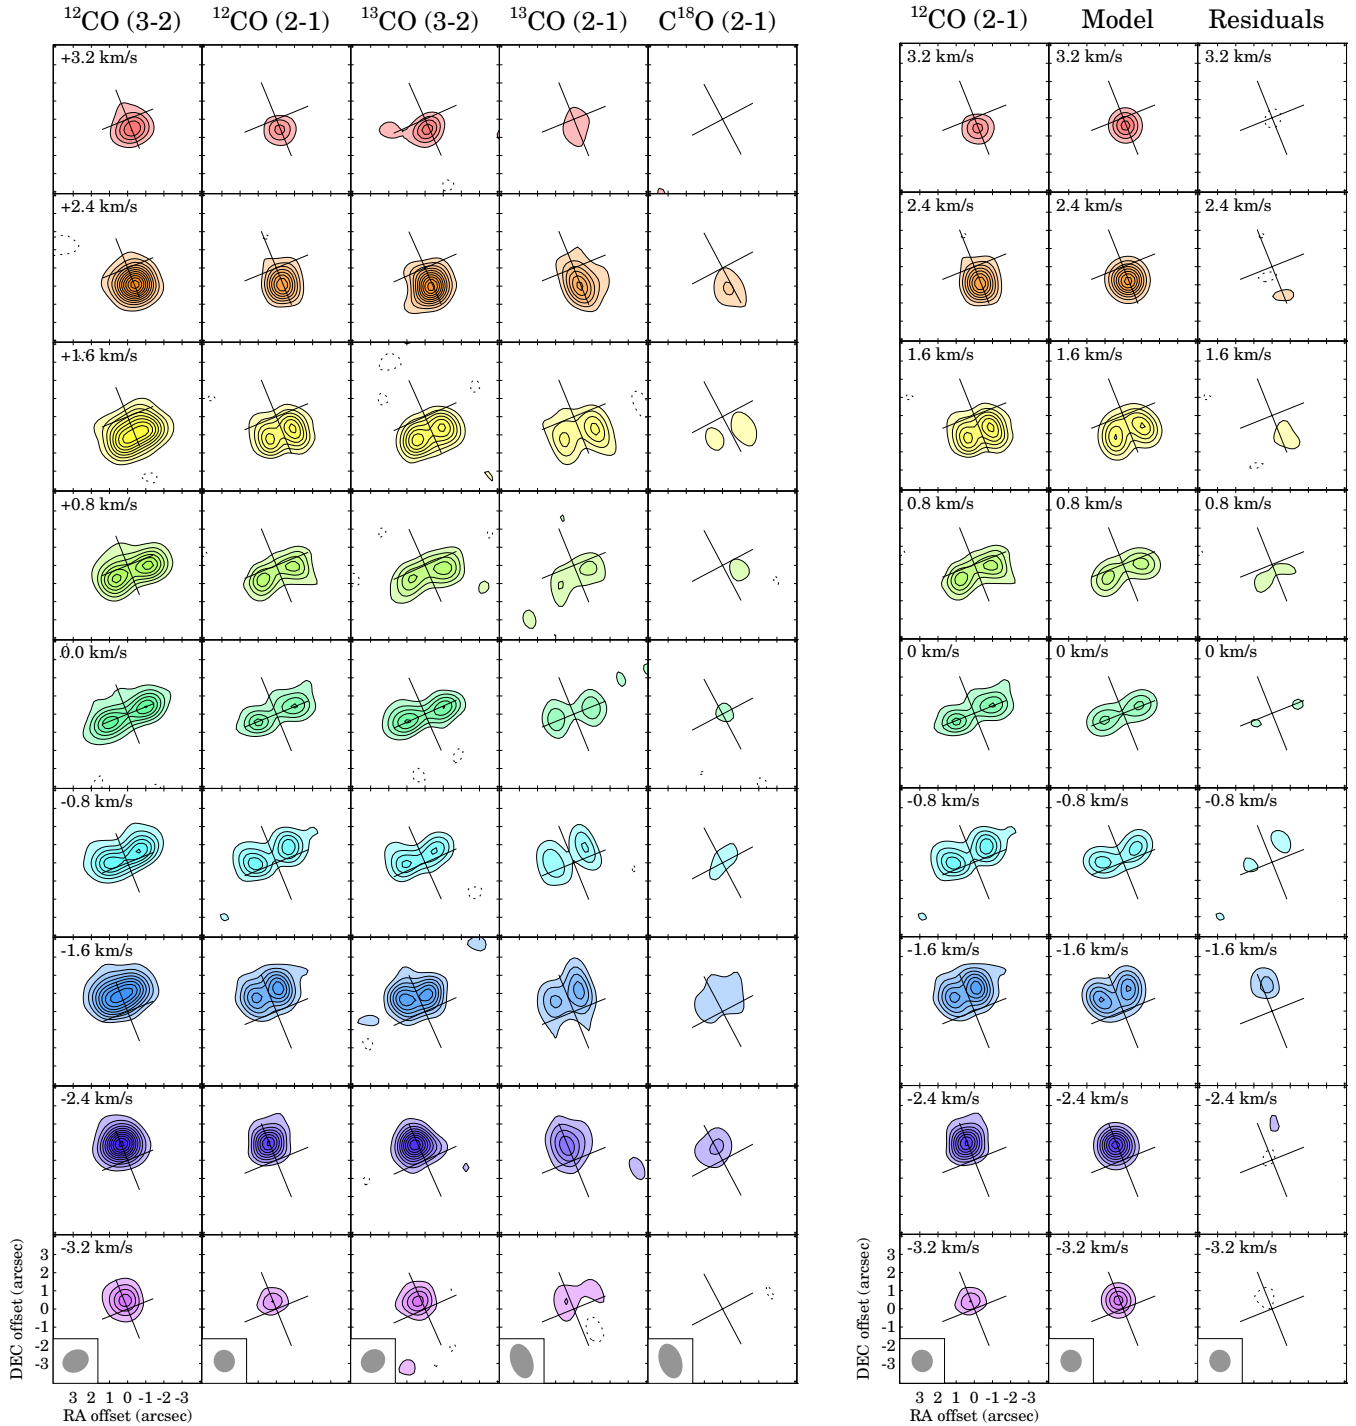 ¹²CO (3-2) ¹²CO (2-1) ¹³CO (3-2) ¹³CO (2-1) C¹⁸O (2-1) ¹²CO (2-1) Model Residuals
+3.2 km/s 3.2 km/s 3.2 km/s 3.2 km/s
+2.4 km/s 2.4 km/s 2.4 km/s 2.4 km/s
+1.6 km/s 1.6 km/s 1.6 km/s 1.6 km/s
+0.8 km/s 0.8 km/s 0.8 km/s 0.8 km/s
0.0 km/s 0 km/s 0 km/s 0 km/s
-0.8 km/s -0.8 km/s -0.8 km/s -0.8 km/s
-1.6 km/s -1.6 km/s -1.6 km/s -1.6 km/s
-2.4 km/s -2.4 km/s -2.4 km/s -2.4 km/s
-3.2 km/s -3.2 km/s -3.2 km/s -3.2 km/s
DEC offset (arcsec) DEC offset (arcsec)
3 3
2 2
1 1
0 0
-1 -1
-2 -2
-3 -3
3 2 1 0 -1 -2 -3 3 2 1 0 -1 -2 -3
RA offset (arcsec) RA offset (arcsec)